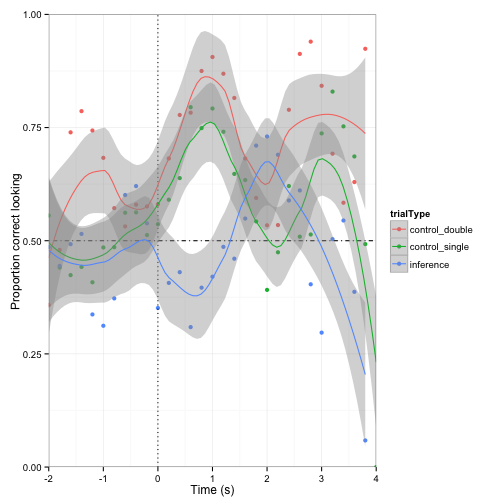 1.00
0.75
0.50
0.25
0.00
-2
-1
0
1
2
3
4
Time (s)
Proportion correct looking
trialType
control_double
control_single
inference